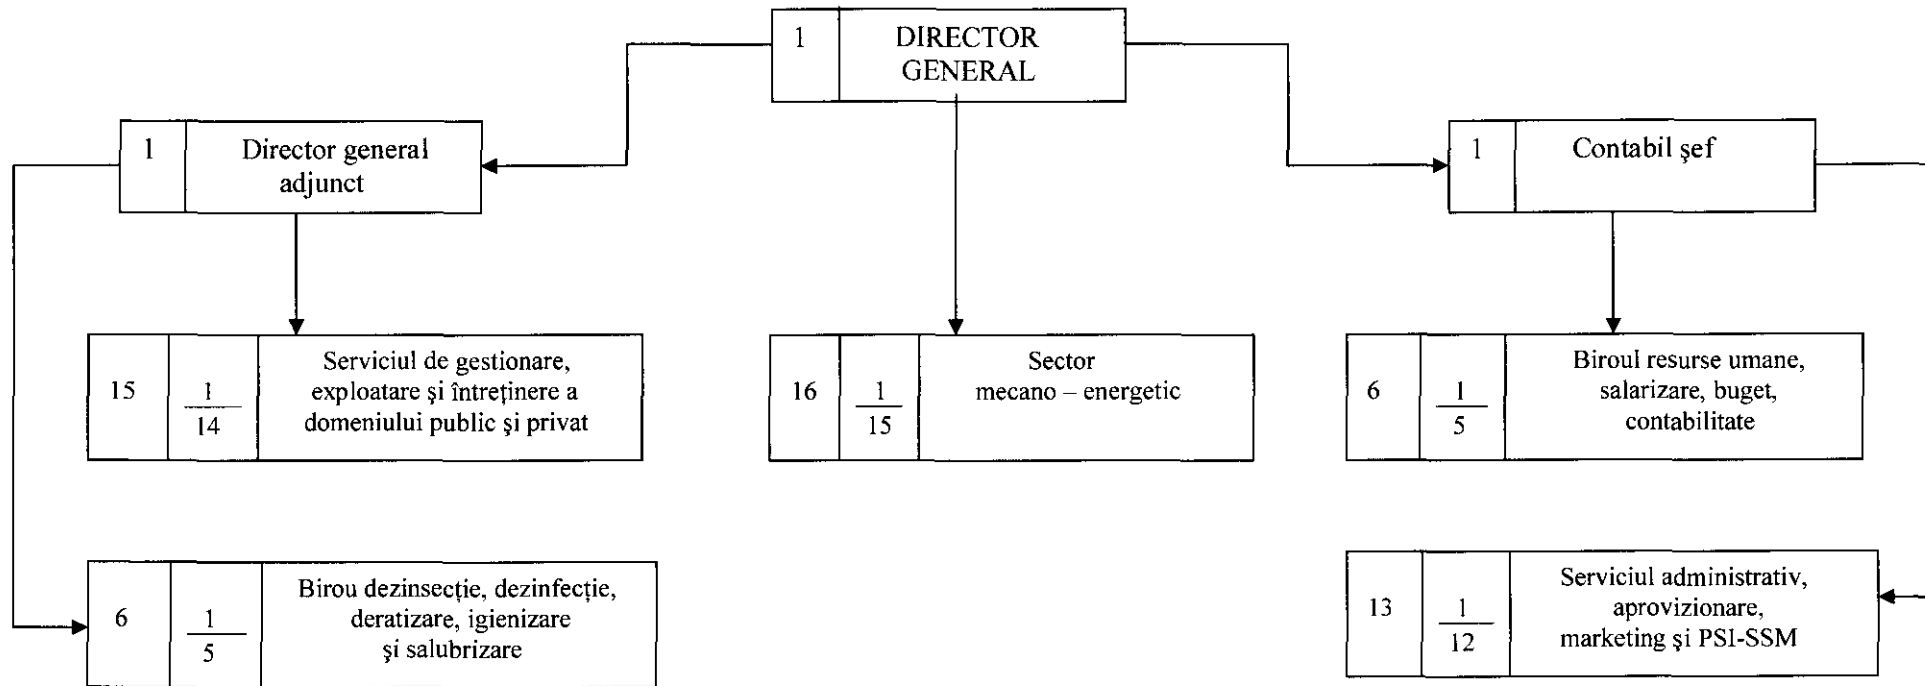 1
DIRECTOR
GENERAL
1
Director general
adjunct
1
Contabil şef
15
1
14
Serviciul de gestionare,
exploatare şi întreţinere a
domeniului public şi privat
16
1
15
Sector
mecano – energetic
6
1
5
Biroul resurse umane,
salarizare, buget,
contabilitate
6
1
5
Birou dezinsecţie, dezinfecţie,
deratizare, igienizare
şi salubrizare
13
1
12
Serviciul administrativ,
aprovizionare,
marketing şi PSI-SSM